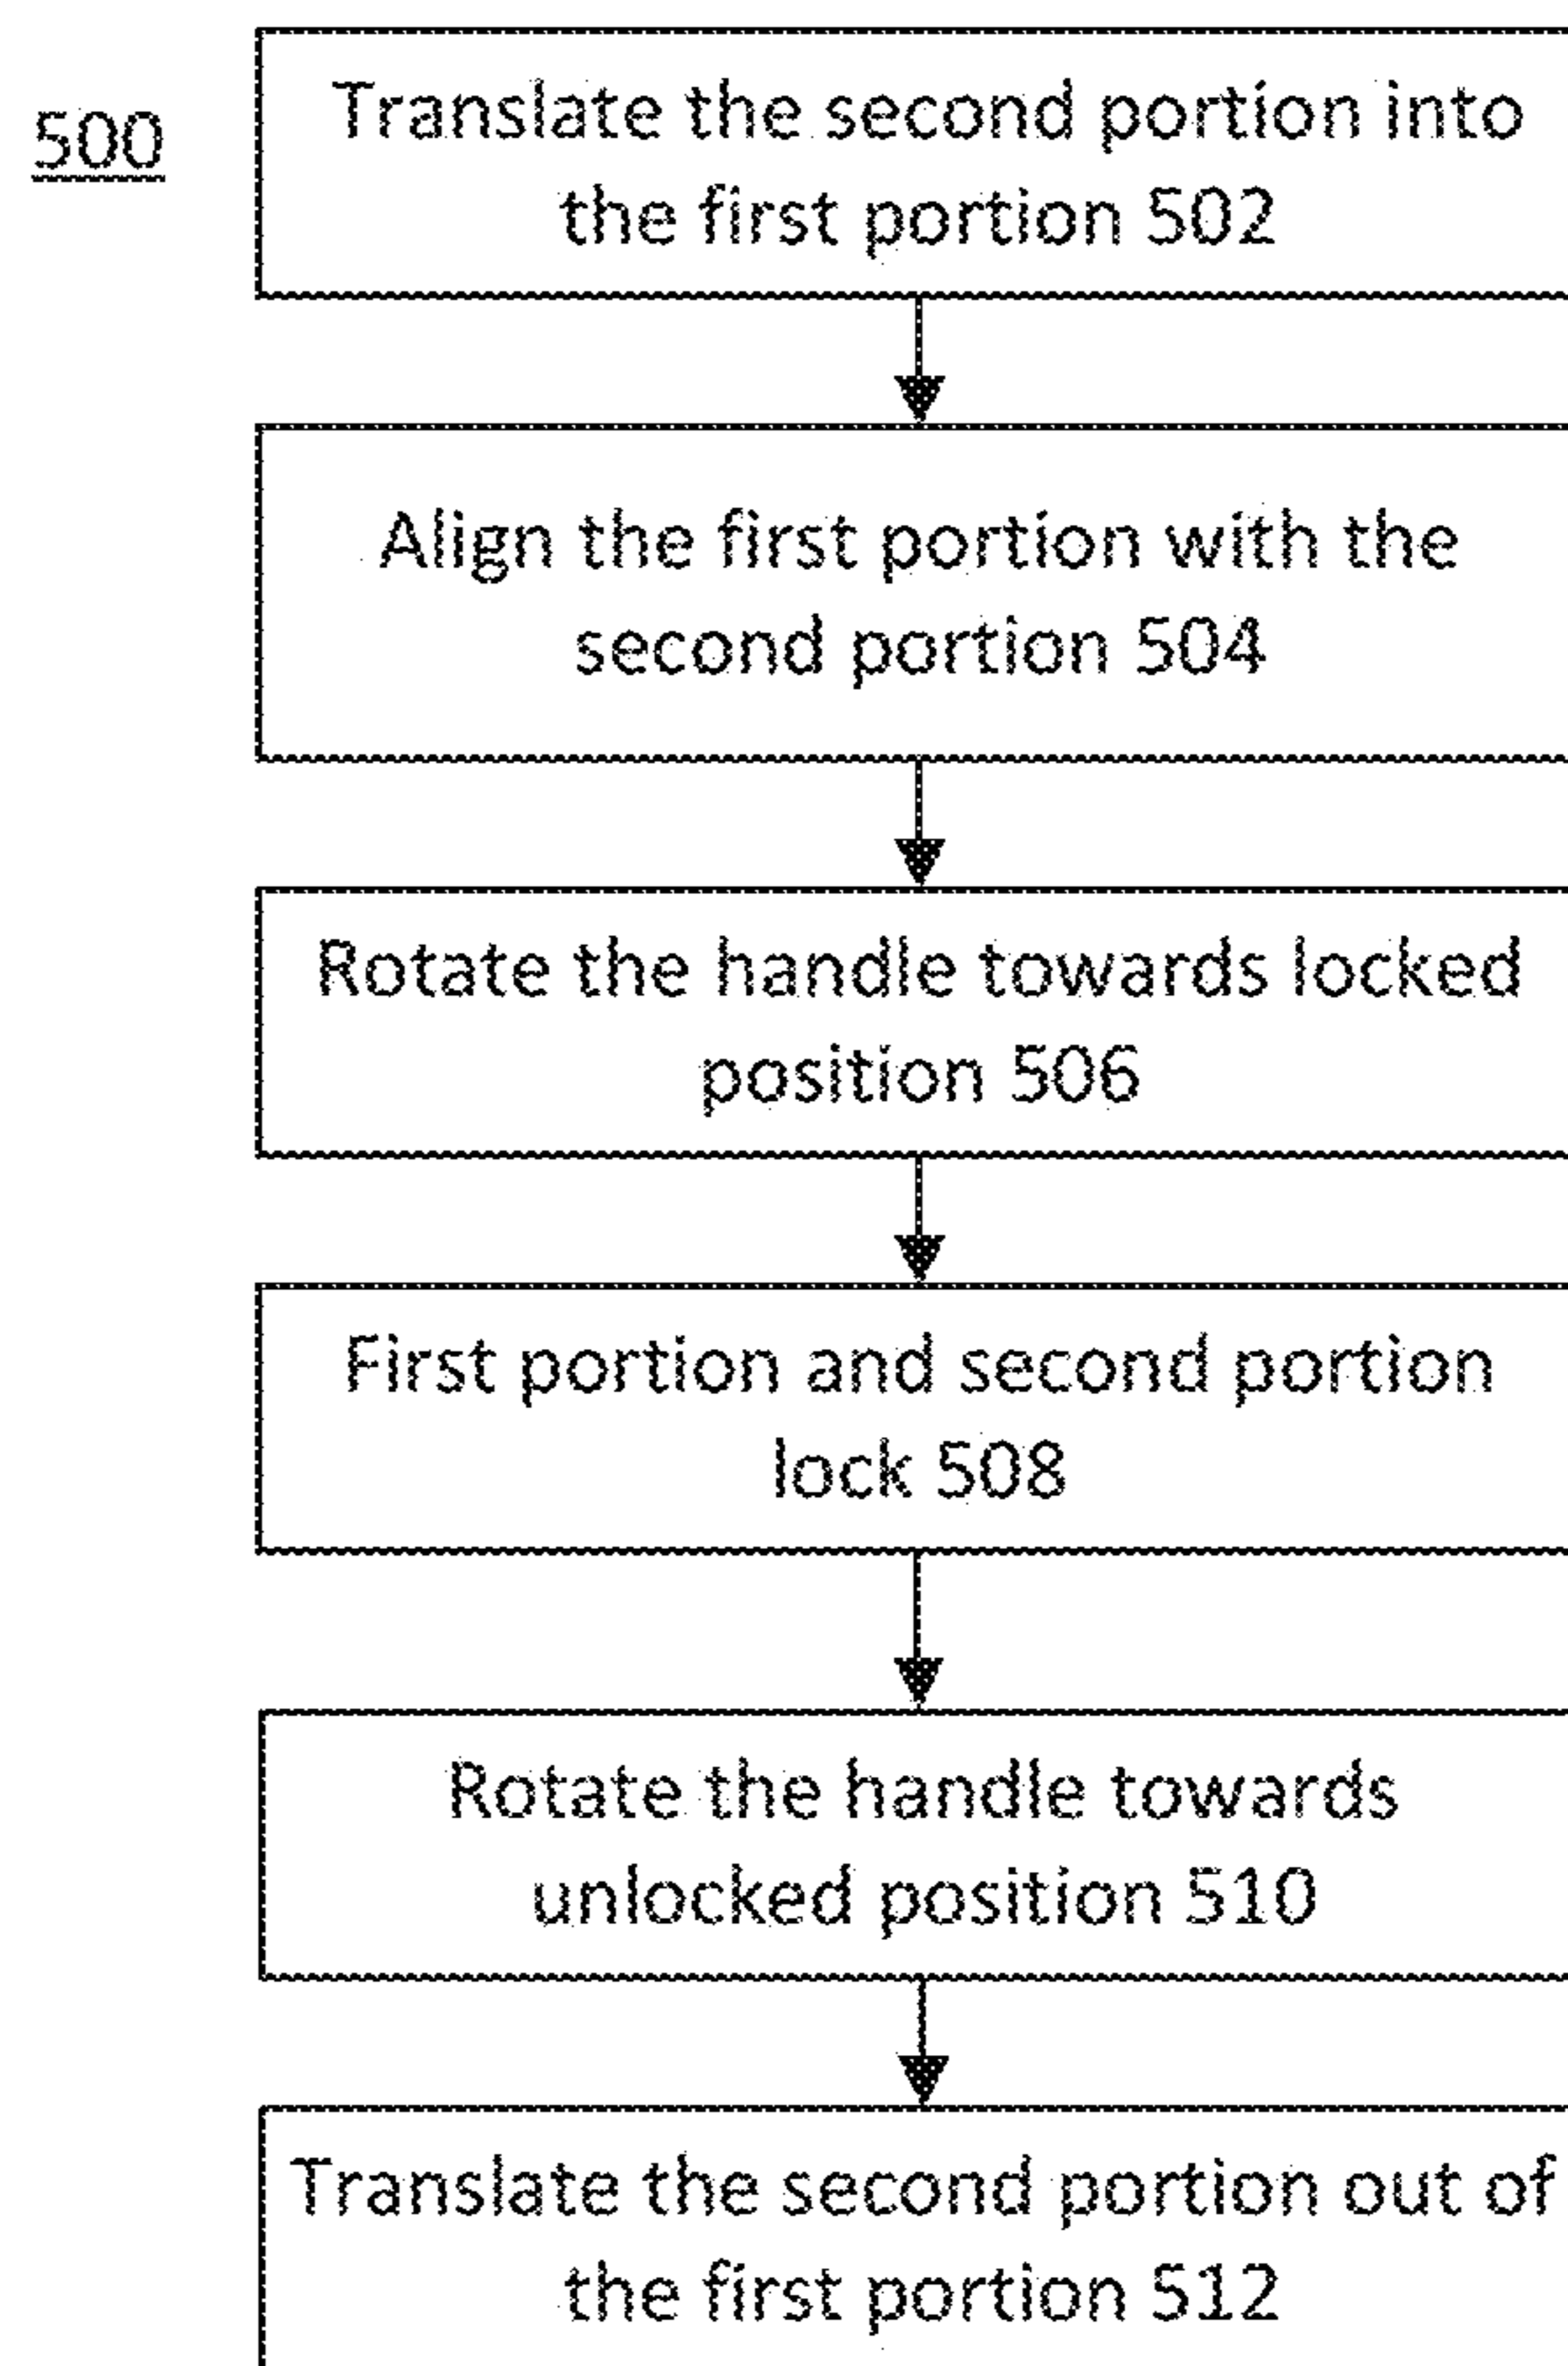 500
Translate the second portion into
the first portion 502
Align the first portion with the
second portion 504
Rotate the handle towards locked
position 506
First portion and second portion
lock 508
Rotate the handle towards
unlocked position 510
Translate the second portion out of
the first portion 512